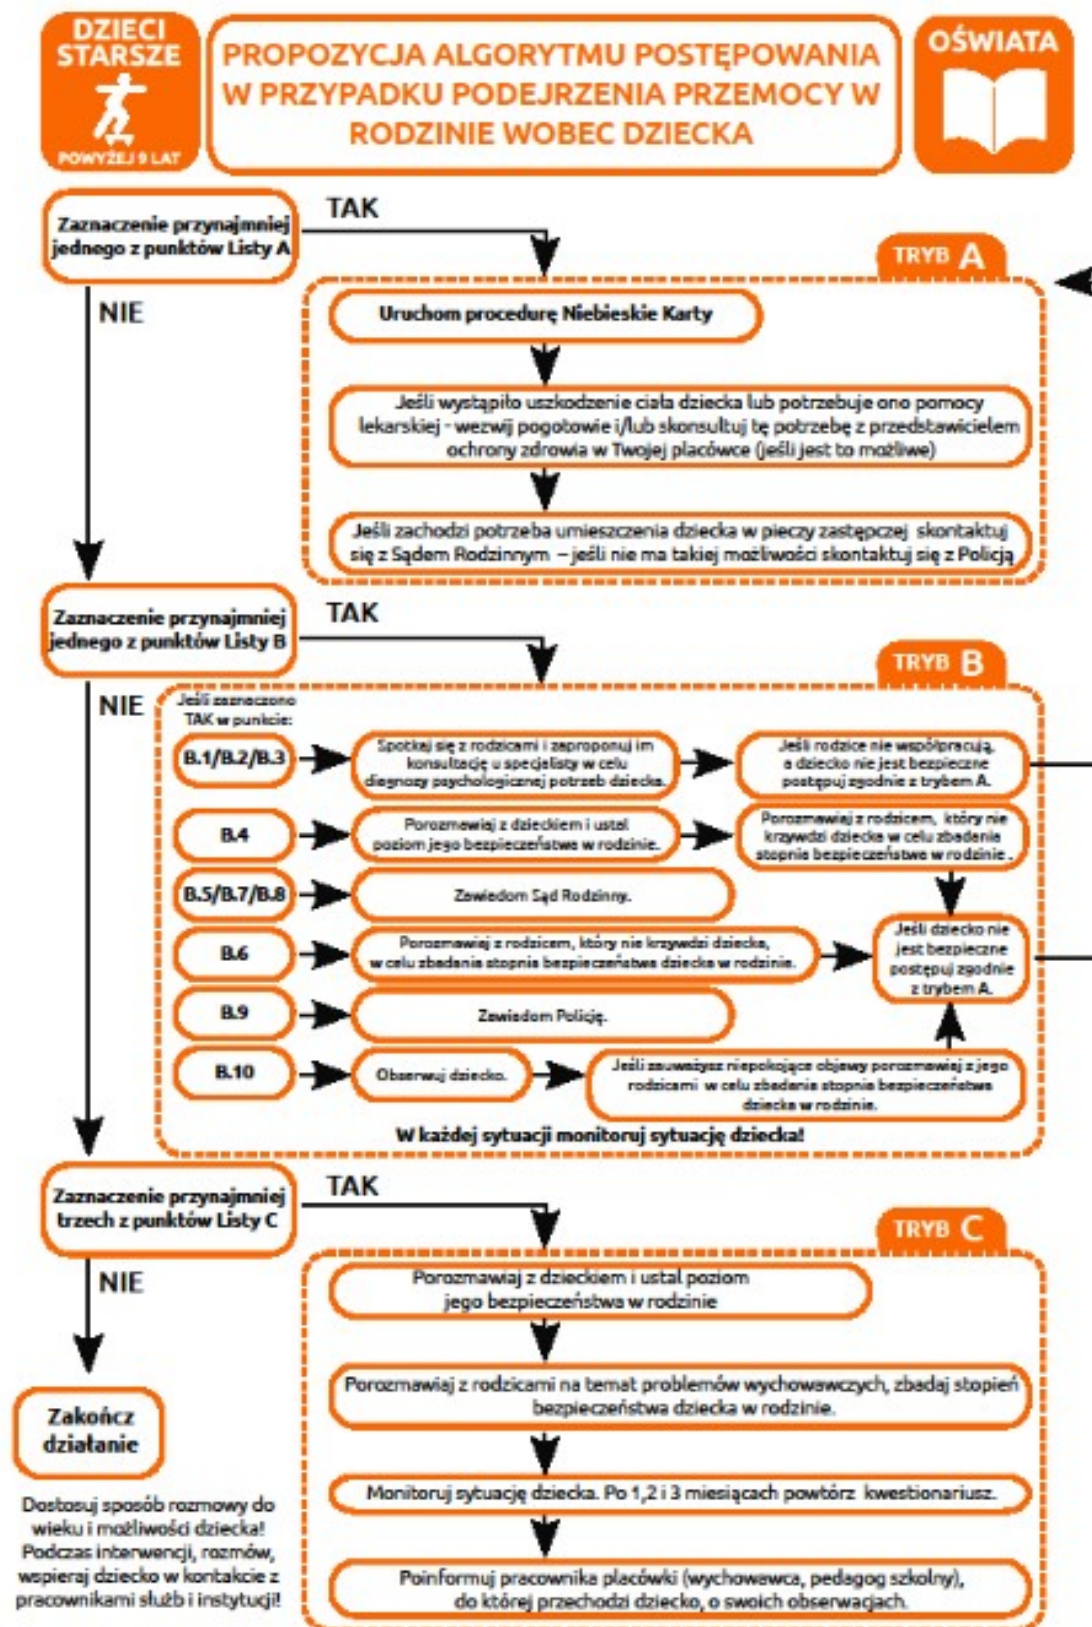 DZIECI
STARSZE
POWYŻEJ 9 LAT
PROPOZYCJA ALGORYTMU POSTĘPOWANIA
W PRZYPADKU PODEJRZENIA PRZEMOCY W
RODZINIE WOBEC DZIECKA
OŚWIATA
Zaznaczenie przynajmniej
jednego z punktów Listy A
TAK
NIE
TRYB A
Uruchom procedurę Niebieskie Karty
Jeśli wystąpiło uszkodzenie ciała dziecka lub potrzebuje ono pomocy
lekarskiej - wezwij pogotowie i/lub skonsultuj tę potrzebę z przedstawicielem
ochrony zdrowia w Twojej placówce (jeśli jest to możliwe)
Jeśli zachodzi potrzeba umieszczenia dziecka w pieczy zastępczej skontaktuj
się z Sądem Rodzinnym – jeśli nie ma takiej możliwości skontaktuj się z Policją
Zaznaczenie przynajmniej
jednego z punktów Listy B
TAK
NIE
TRYB B
Jeśli zaznaczono
TAK w punkcie:
B.1/B.2/B.3
Spotkaj się z rodzicami i zaproponuj im
konsultację u specjalisty w celu
diagnozy psychologicznej potrzeb dziecka.
Jeśli rodzice nie współpracują,
a dziecko nie jest bezpieczne
postępuj zgodnie z trybem A.
B.4
Porozmawiaj z dzieckiem i ustal
poziom jego bezpieczeństwa w rodzinie.
Porozmawiaj z rodzicem, który nie
krzywdzi dziecka w celu zbadania
stopnia bezpieczeństwa w rodzinie .
B.5/B.7/B.8
Zawiadom Sąd Rodzinny.
B.6
Porozmawiaj z rodzicem, który nie krzywdzi dziecka,
w celu zbadania stopnia bezpieczeństwa dziecka w rodzinie.
Jeśli dziecko nie
jest bezpieczne
postępuj zgodnie
z trybem A.
B.9
Zawiadom Policję.
B.10
Obserwuj dziecko.
Jeśli zauważysz niepokojące objawy porozmawiaj z jego
rodzicami w celu zbadania stopnia bezpieczeństwa
dziecka w rodzinie.
W każdej sytuacji monitoruj sytuację dziecka!
Zaznaczenie przynajmniej
trzech z punktów Listy C
TAK
NIE
TRYB C
Porozmawiaj z dzieckiem i ustal poziom
jego bezpieczeństwa w rodzinie
Porozmawiaj z rodzicami na temat problemów wychowawczych, zbadaj stopień
bezpieczeństwa dziecka w rodzinie.
Monitoruj sytuację dziecka. Po 1,2 i 3 miesiącach powtórz kwestionariusz.
Poinformuj pracownika placówki (wychowawca, pedagog szkolny),
do której przechodzi dziecko, o swoich obserwacjach.
Zakończ
działanie
Dostosuj sposób rozmowy do
wieku i możliwości dziecka!
Podczas interwencji, rozmów,
wspieraj dziecko w kontakcie z
pracownikami służb i instytucji!